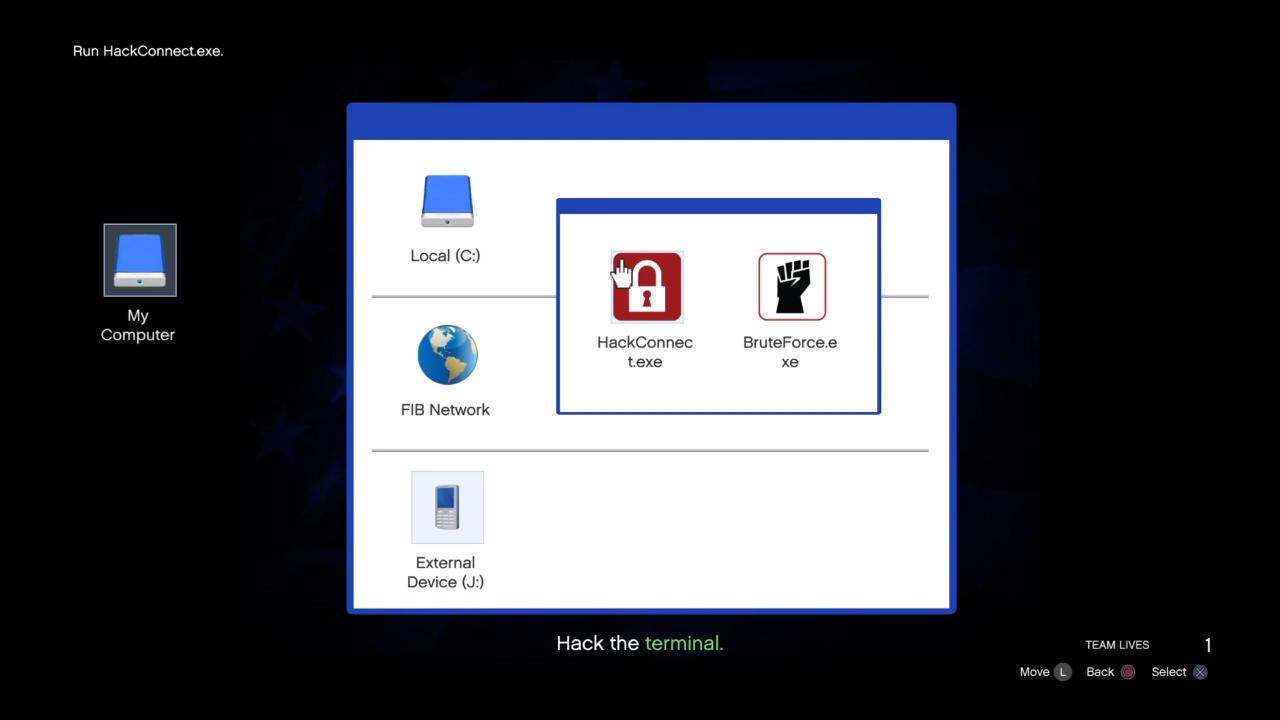 Run HackConnect.exe.
Local (C:)
My
Computer
HackConnec
t.exe
BruteForce.e
xe
FIB Network
External
Device (J:)
Hack the terminal.
TEAM LIVES 1
Move L Back Select